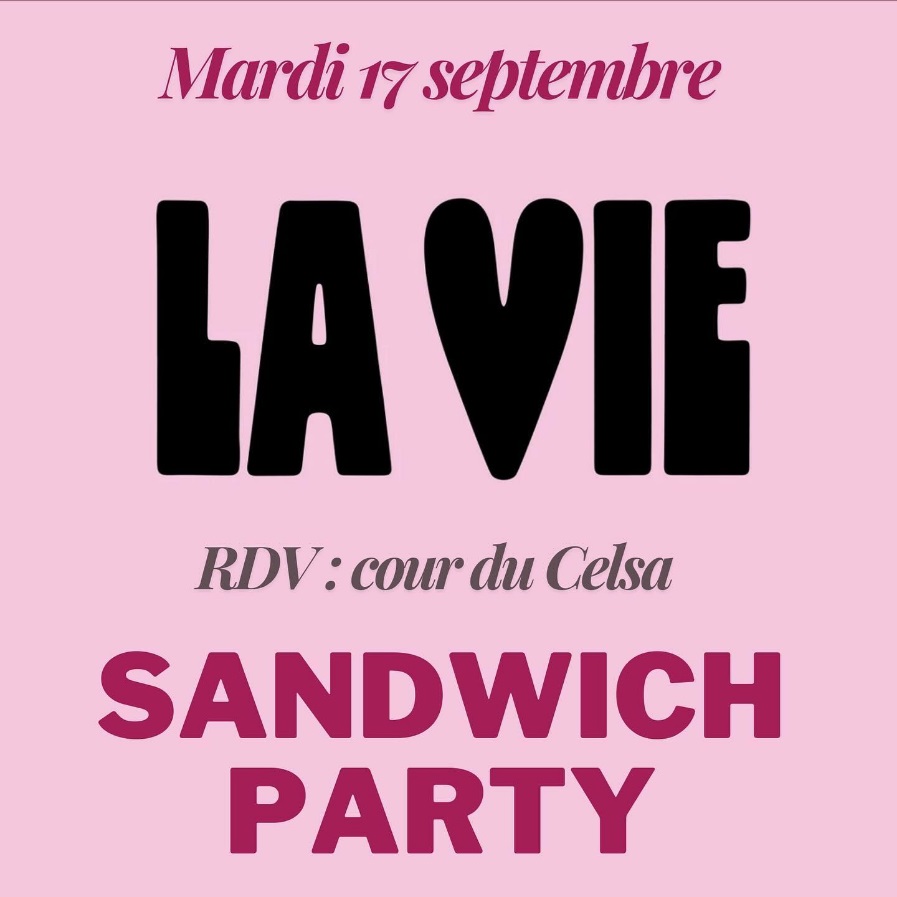 Mardi 17 septembre
LA VIE
RDV : cour du Celsa
SANDWICH
PARTY